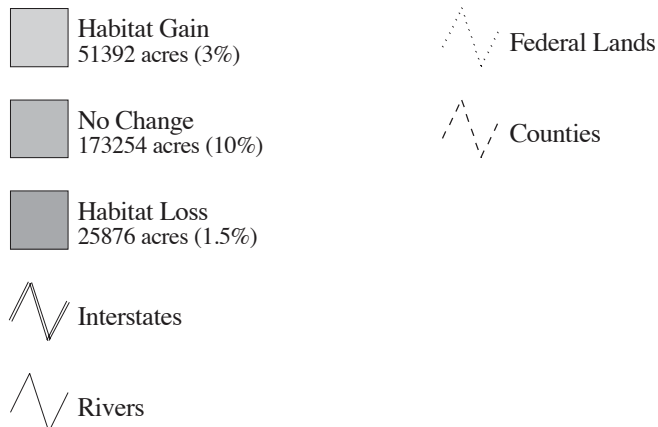 Habitat Gain
51392 acres (3%)
No Change
173254 acres (10%)
Habitat Loss
25876 acres (1.5%)
Interstates
Rivers
Federal Lands
Counties